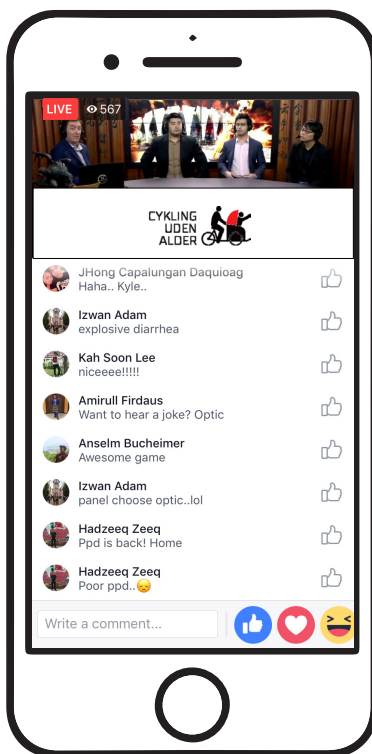 LIVE 567
CYKLING
UDEN
ALDER
JHong Capalungan Daquioag
Haha.. Kyle..
Izwan Adam
explosive diarrhea
Kah Soon Lee
niceeee!!!!!
Amirull Firdaus
Want to hear a joke? Optic
Anselm Bucheimer
Awesome game
Izwan Adam
panel choose optic..lol
Hadzeeq Zeeq
Ppd is back! Home
Hadzeeq Zeeq
Poor ppd..😞
Write a comment...